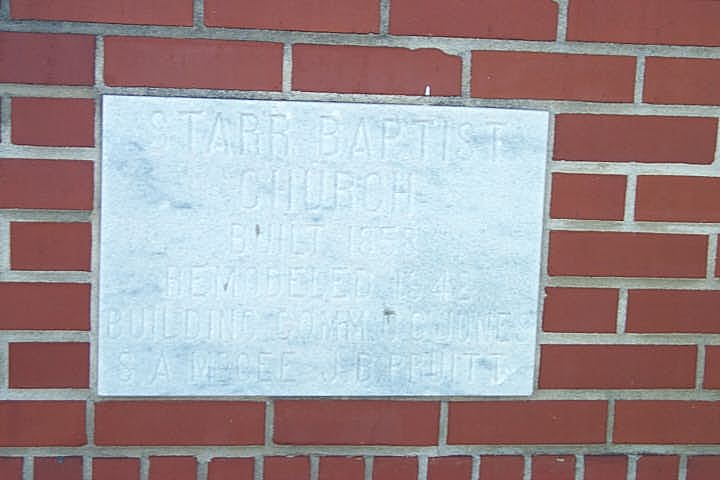 STARR BAPTIST
CHURCH
BUILT
REMODELED 1942
BUILDING COMM. JONES
S A MCGEE J B PRUITT